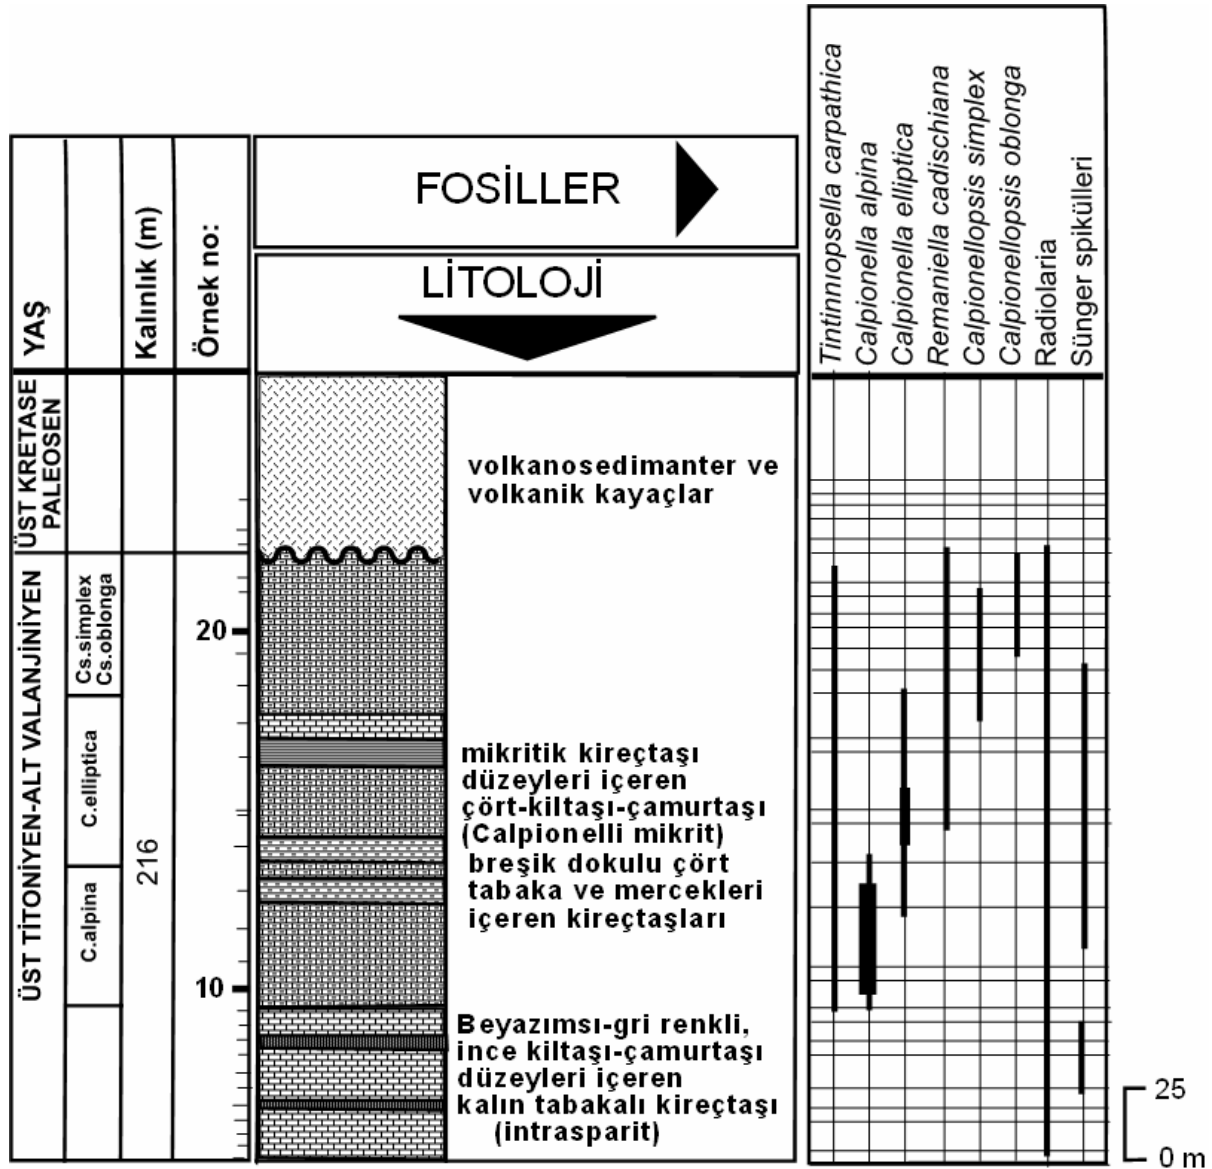 YAŞ
Kalınlık (m)
Örnek no:
FOSİLLER
LİTOLOJİ
Tintinniopsella carpathica
Calpionella alpina
Calpionella elliptica
Remaniella cadischiana
Calpionellopsis simplex
Calpionellopsis oblonga
Radiolaria
Sünger spikülleri
ÜST KRETASE
PALEOSEN
volkanosedimanter ve
volkanik kayaçlar
ÜST TİTONİYEN-ALT VALANJİNİYEN
Cs.simplex
Cs.oblonga
C.elliptica
C.alpina
216
20
10
mikritik kireçtaşı
düzeyleri içeren
çört-kiltaşı-çamurtaşı
(Calpionelli mikrit)
breşik dokulu çört
tabaka ve mercekleri
içeren kireçtaşları
Beyazımsı-gri renkli,
ince kiltaşı-çamurtaşı
düzeyleri içeren
kalın tabakalı kireçtaşı
(intrasparit)
25
0 m